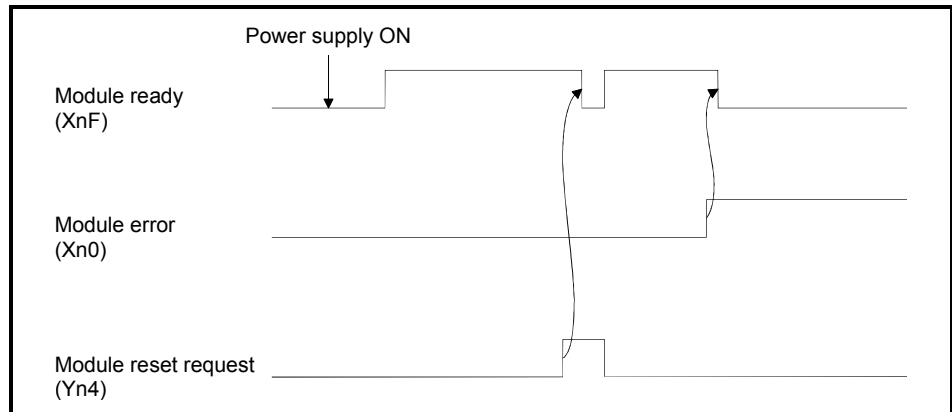 Power supply ON
Module ready
(XnF)
Module error
(Xn0)
Module reset request
(Yn4)